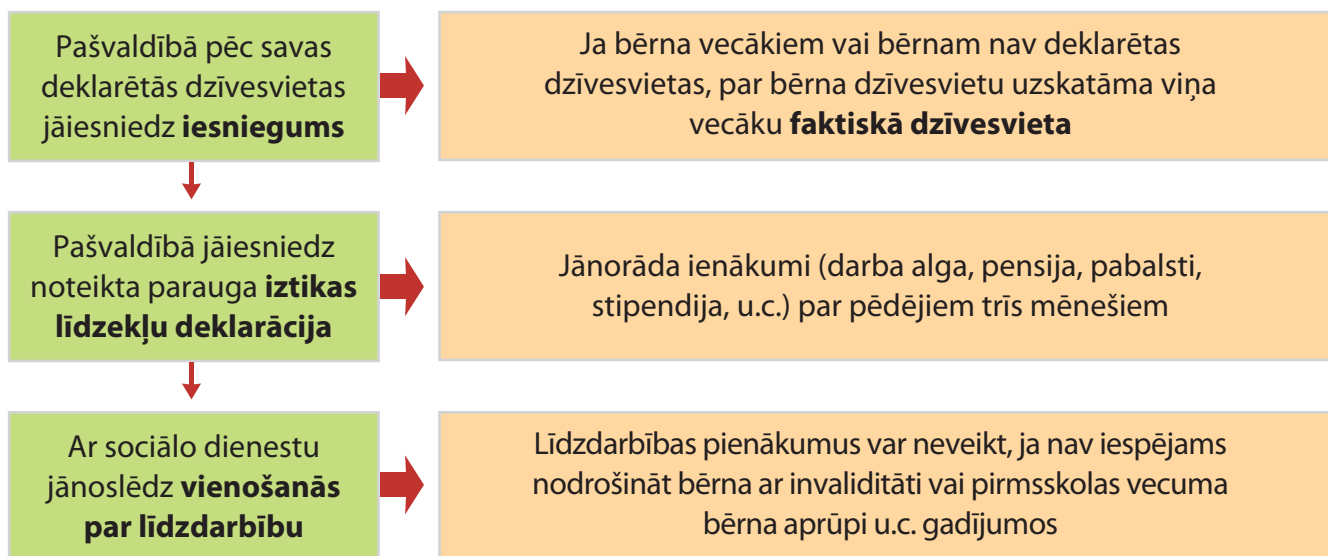 Pašvaldībā pēc savas
deklarētās dzīvesvietas
jāiesniedz iesniegums
Ja bērna vecākiem vai bērnam nav deklarētas
dzīvesvietas, par bērna dzīvesvietu uzskatāma viņa
vecāku faktiskā dzīvesvieta
Pašvaldībā jāiesniedz
noteikta parauga iztikas
līdzekļu deklarācija
Jānorāda ienākumi (darba alga, pensija, pabalsti,
stipendija, u.c.) par pēdējiem trīs mēnešiem
Ar sociālo dienestu
jānoslēdz vienošanās
par līdzdarbību
Līdzdarbības pienākumus var neveikt, ja nav iespējams
nodrošināt bērna ar invaliditāti vai pirmsskolas vecuma
bērna aprūpi u.c. gadījumos